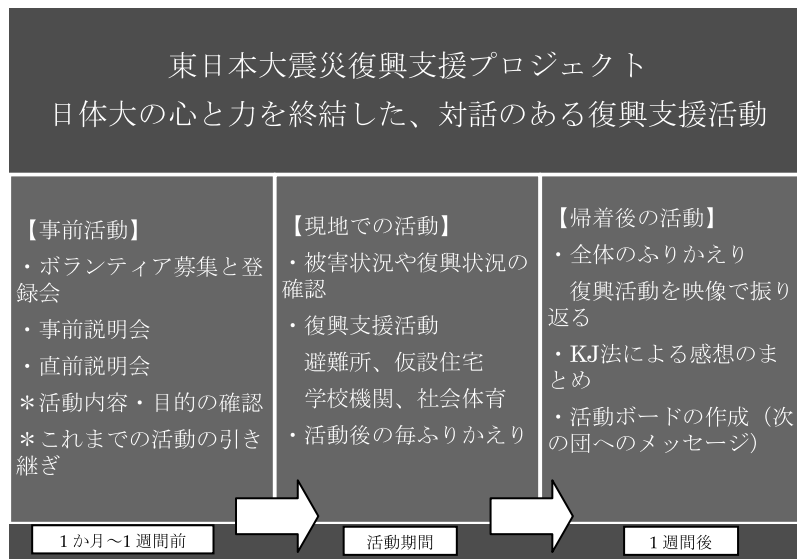 東日本大震災復興支援プロジェクト
日体大の心と力を終結した、対話のある復興支援活動
【事前活動】
・ボランティア募集と登
録会
・事前説明会
・直前説明会
＊活動内容・目的の確認
＊これまでの活動の引き
継ぎ
【現地での活動】
・被害状況や復興状況の
確認
・復興支援活動
避難所、仮設住宅
学校機関、社会体育
・活動後の毎ふりかえり
【帰着後の活動】
・全体のふりかえり
復興活動を映像で振り
返る
・KJ法による感想のま
とめ
・活動ボードの作成（次
の団へのメッセージ）
1か月～1週間前
活動期間
1週間後